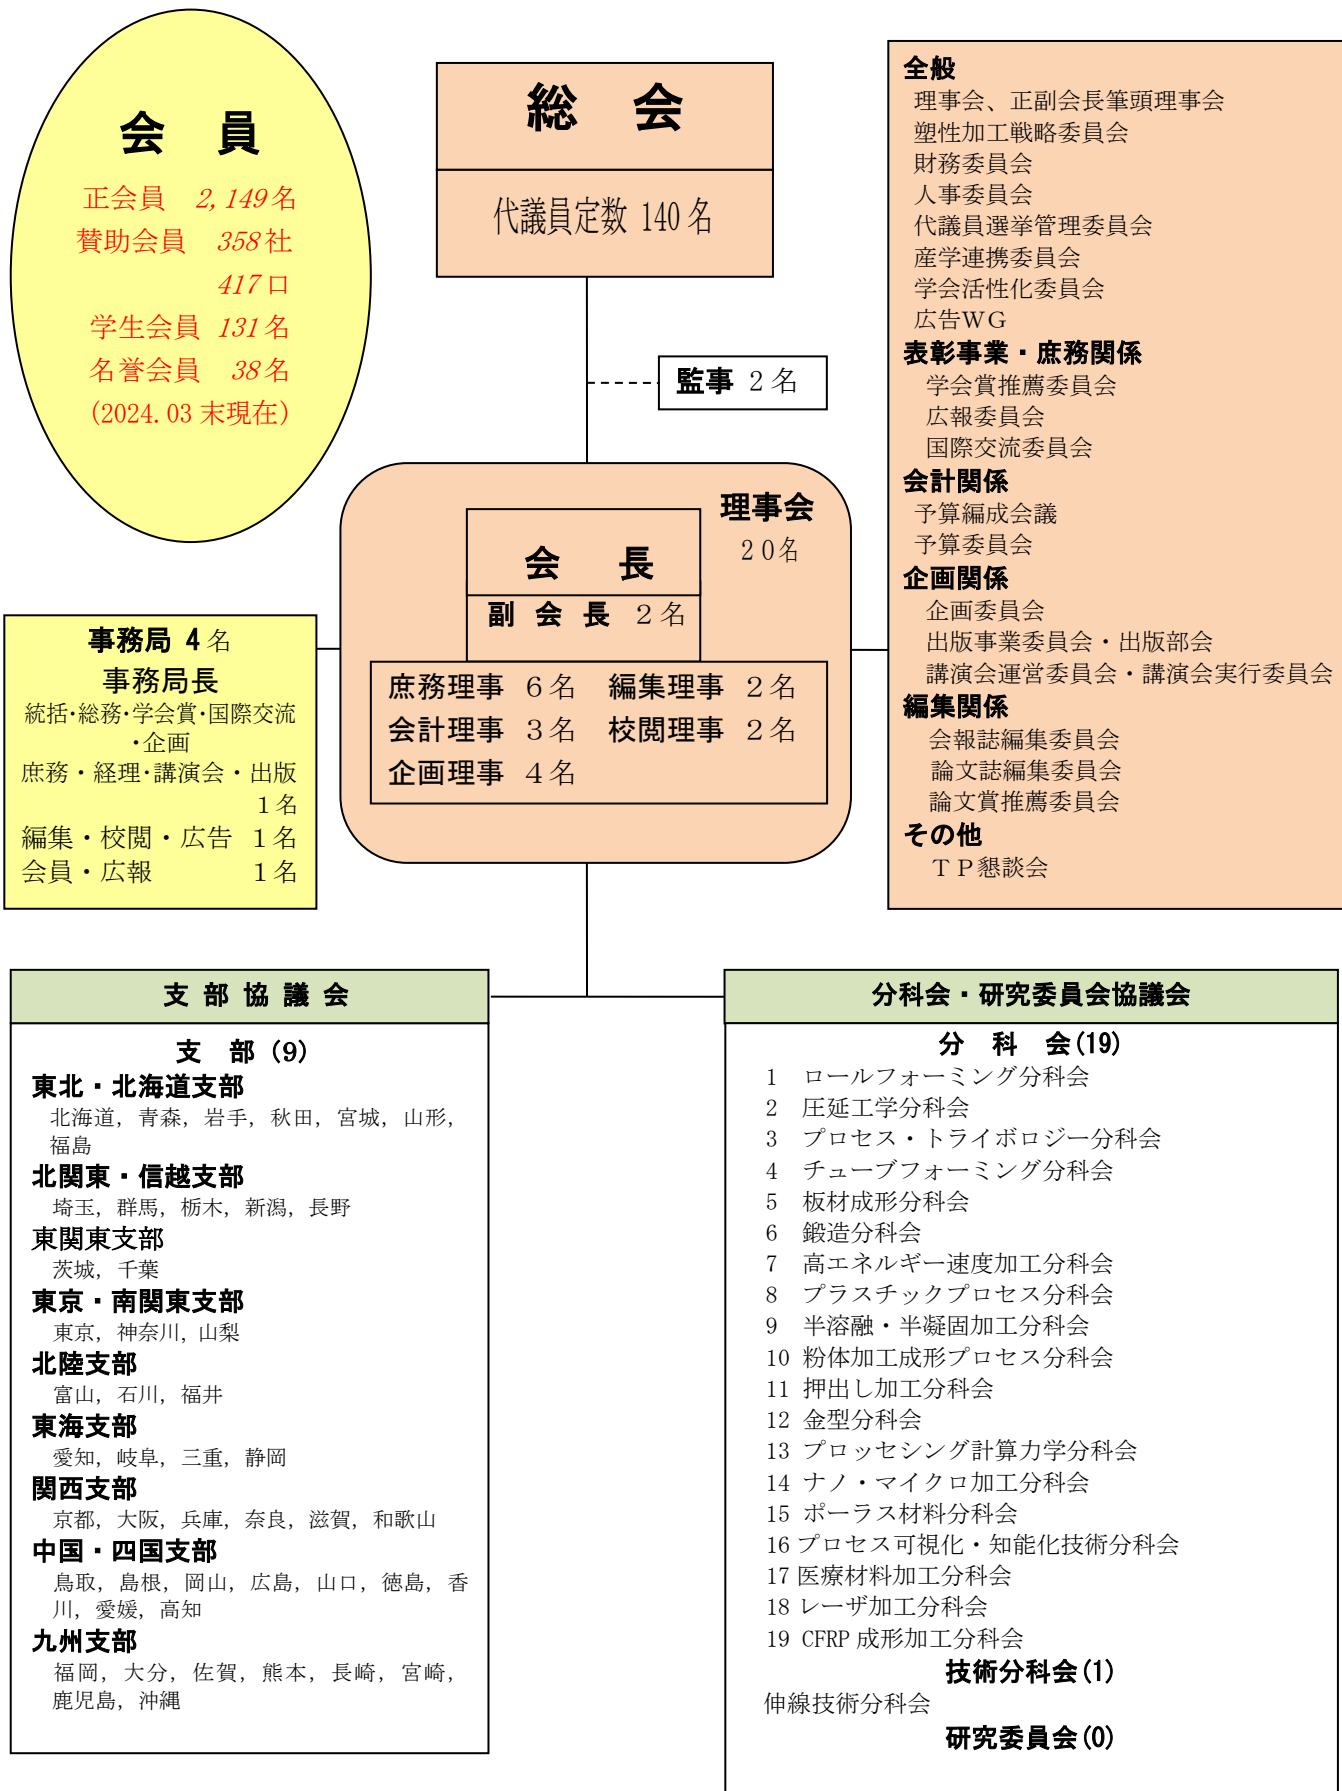 会 員
正会員 2,149名
賛助会員 358社
417口
学生会員 131名
名誉会員 38名
(2024.03 末現在)
総 会
代議員定数 140名
監事 2名
理事会
20名
会 長
副 会 長 2名
庶務理事 6名 編集理事 2名
会計理事 3名 校閲理事 2名
企画理事 4名
事務局 4名
事務局長
統括・総務・学会賞・国際交流
・企画
庶務・経理・講演会・出版
1名
編集・校閲・広告 1名
会員・広報 1名
全般
理事会、正副会長筆頭理事会
塑性加工戦略委員会
財務委員会
人事委員会
代議員選挙管理委員会
産学連携委員会
学会活性化委員会
広告WG
表彰事業・庶務関係
学会賞推薦委員会
広報委員会
国際交流委員会
会計関係
予算編成会議
予算委員会
企画関係
企画委員会
出版事業委員会・出版部会
講演会運営委員会・講演会実行委員会
編集関係
会報誌編集委員会
論文誌編集委員会
論文賞推薦委員会
その他
TP懇談会
支 部 協 議 会
支 部 (9)
東北・北海道支部
北海道, 青森, 岩手, 秋田, 宮城, 山形,
福島
北関東・信越支部
埼玉, 群馬, 栃木, 新潟, 長野
東関東支部
茨城, 千葉
東京・南関東支部
東京, 神奈川, 山梨
北陸支部
富山, 石川, 福井
東海支部
愛知, 岐阜, 三重, 静岡
関西支部
京都, 大阪, 兵庫, 奈良, 滋賀, 和歌山
中国・四国支部
鳥取, 島根, 岡山, 広島, 山口, 徳島, 香
川, 愛媛, 高知
九州支部
福岡, 大分, 佐賀, 熊本, 長崎, 宮崎,
鹿児島, 沖縄
分科会・研究委員会協議会
分 科 会(19)
1 ロールフォーミング分科会
2 圧延工学分科会
3 プロセス・トライボロジー分科会
4 チューブフォーミング分科会
5 板材成形分科会
6 鍛造分科会
7 高エネルギー速度加工分科会
8 プラスチックプロセス分科会
9 半溶融・半凝固加工分科会
10 粉体加工成形プロセス分科会
11 押出し加工分科会
12 金型分科会
13 プロッセシング計算力学分科会
14 ナノ・マイクロ加工分科会
15 ポーラス材料分科会
16 プロセス可視化・知能化技術分科会
17 医療材料加工分科会
18 レーザ加工分科会
19 CFRP 成形加工分科会
技術分科会(1)
伸線技術分科会
研究委員会(0)